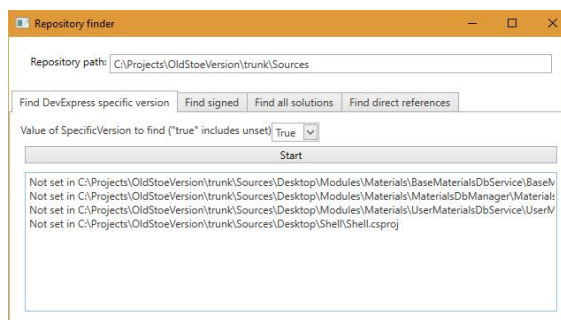 Repository finder
Repository path: C:\Projects\OldStoeVersion\trunk\Sources
Find DevExpress specific version Find signed Find all solutions Find direct references
Value of SpecificVersion to find ("true" includes unset) True
Start
Not set in C:\Projects\OldStoeVersion\trunk\Sources\Desktop\Modules\Materials\BaseMaterialsDbService\BaseM
Not set in C:\Projects\OldStoeVersion\trunk\Sources\Desktop\Modules\Materials\MaterialsDbManager\Materials
Not set in C:\Projects\OldStoeVersion\trunk\Sources\Desktop\Modules\Materials\UserMaterialsDbService\UserM
Not set in C:\Projects\OldStoeVersion\trunk\Sources\Desktop\Shell\Shell.csproj